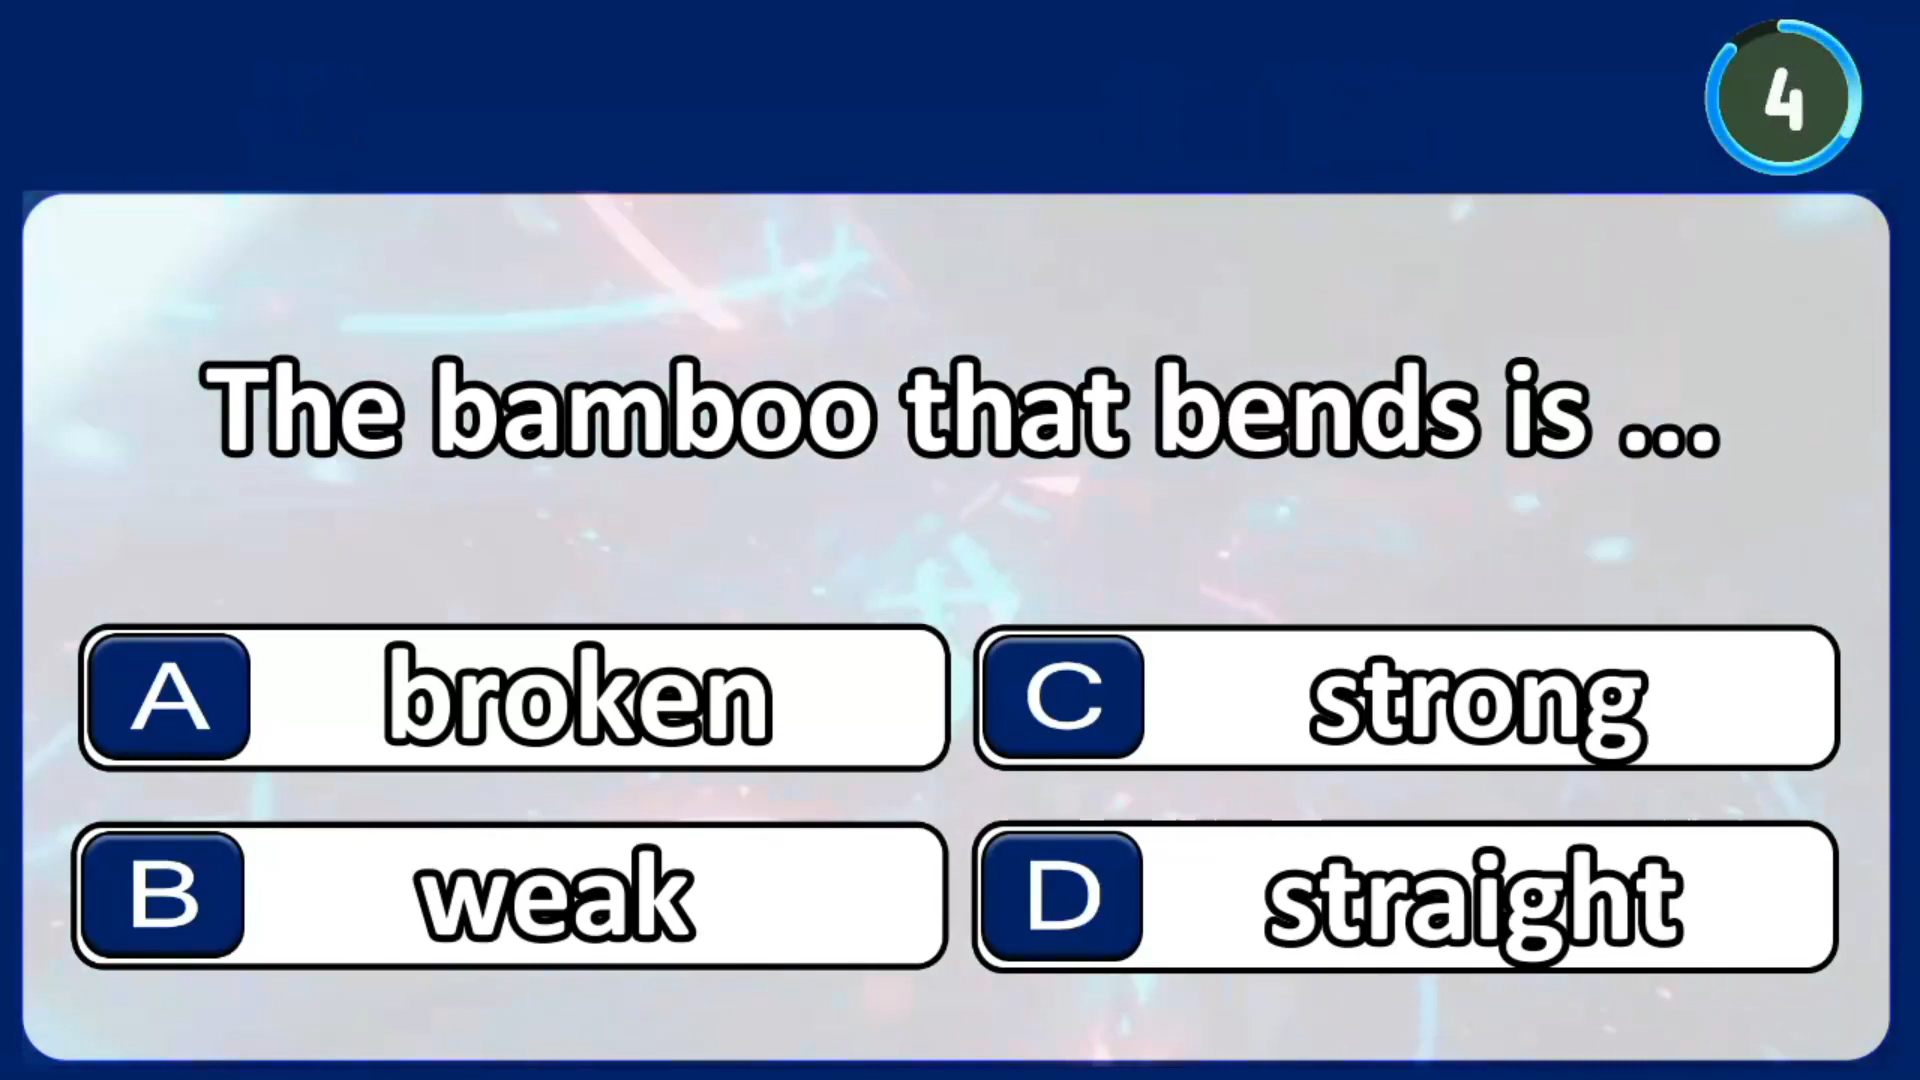 4
The bamboo that bends is ...
A broken
C strong
B weak
D straight